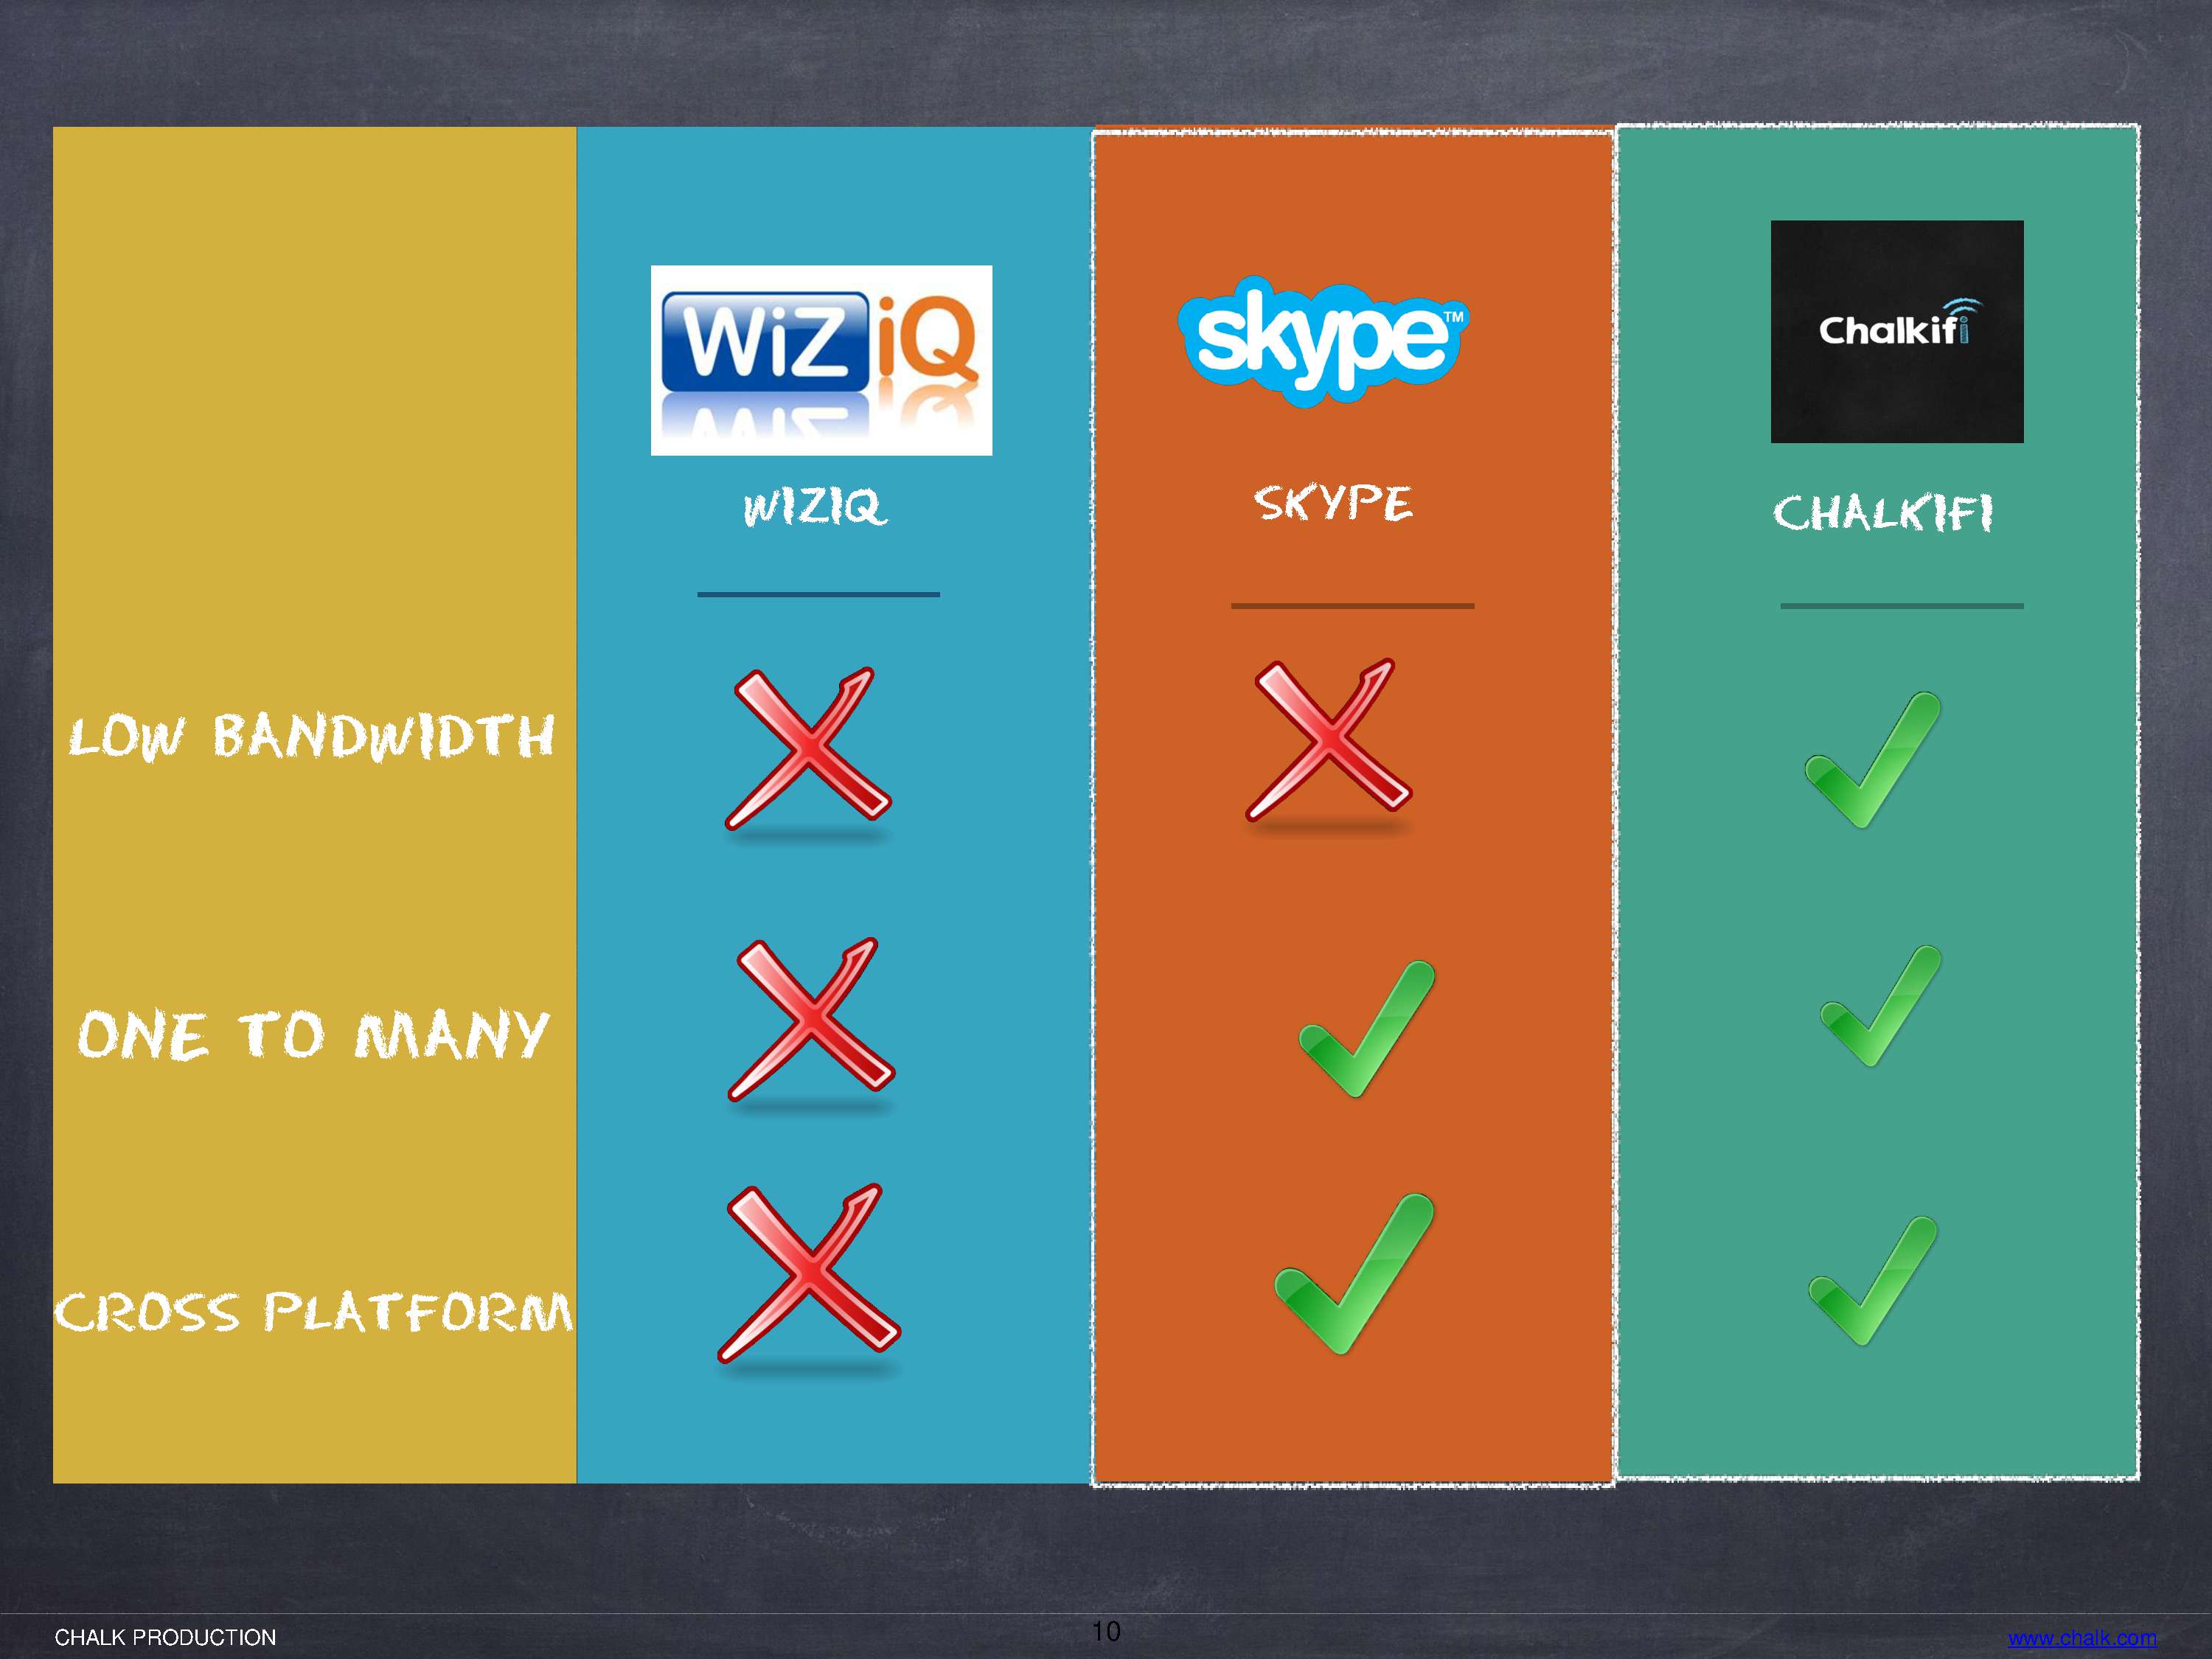 WiZiQ
skype™
Chalkifi
WIZIQ
SKYPE
CHALKIFI
LOW BANDWIDTH
ONE TO MANY
CROSS PLATFORM
CHALK PRODUCTION
10
www.chalk.com